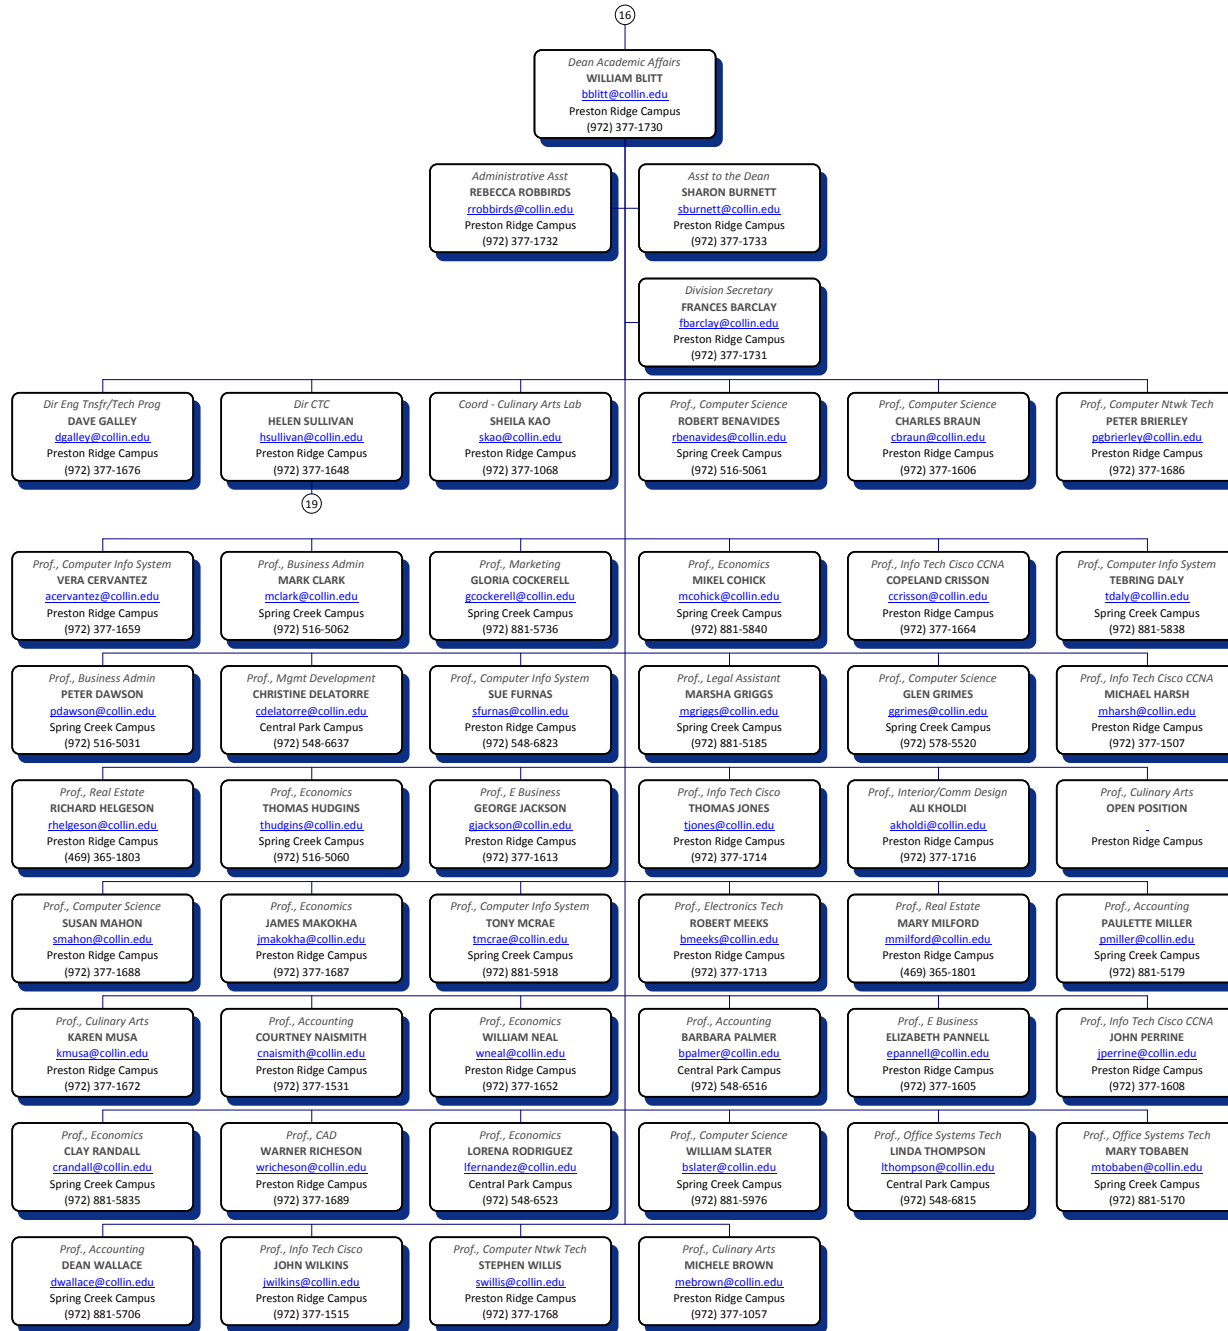 16
Dean Academic Affairs
WILLIAM BLITT
bblitt@collin.edu
Preston Ridge Campus
(972) 377-1730
Administrative Asst
REBECCA ROBBIRDS
rrobbirds@collin.edu
Preston Ridge Campus
(972) 377-1732
Asst to the Dean
SHARON BURNETT
sburnett@collin.edu
Preston Ridge Campus
(972) 377-1733
Division Secretary
FRANCES BARCLAY
fbarclay@collin.edu
Preston Ridge Campus
(972) 377-1731
Dir Eng Tnsfr/Tech Prog
DAVE GALLEY
dgalley@collin.edu
Preston Ridge Campus
(972) 377-1676
Dir CTC
HELEN SULLIVAN
hsullivan@collin.edu
Preston Ridge Campus
(972) 377-1648
19
Coord - Culinary Arts Lab
SHEILA KAO
skao@collin.edu
Preston Ridge Campus
(972) 377-1068
Prof., Computer Science
ROBERT BENAVIDES
rbenavides@collin.edu
Spring Creek Campus
(972) 516-5061
Prof., Computer Science
CHARLES BRAUN
cbraun@collin.edu
Preston Ridge Campus
(972) 377-1606
Prof., Computer Ntwk Tech
PETER BRIERLEY
pgbrierley@collin.edu
Preston Ridge Campus
(972) 377-1686
Prof., Computer Info System
VERA CERVANTEZ
acervantez@collin.edu
Preston Ridge Campus
(972) 377-1659
Prof., Business Admin
MARK CLARK
mclark@collin.edu
Spring Creek Campus
(972) 516-5062
Prof., Marketing
GLORIA COCKERELL
gcockerell@collin.edu
Spring Creek Campus
(972) 881-5736
Prof., Economics
MIKEL COHICK
mcohick@collin.edu
Spring Creek Campus
(972) 881-5840
Prof., Info Tech Cisco CCNA
COPELAND CRISSON
ccrisson@collin.edu
Preston Ridge Campus
(972) 377-1664
Prof., Computer Info System
TEBRING DALY
tdaly@collin.edu
Spring Creek Campus
(972) 881-5838
Prof., Business Admin
PETER DAWSON
pdawson@collin.edu
Spring Creek Campus
(972) 516-5031
Prof., Mgmt Development
CHRISTINE DELATORRE
cdelatorre@collin.edu
Central Park Campus
(972) 548-6637
Prof., Computer Info System
SUE FURNAS
sfurnas@collin.edu
Preston Ridge Campus
(972) 548-6823
Prof., Legal Assistant
MARSHA GRIGGS
mgriggs@collin.edu
Spring Creek Campus
(972) 881-5185
Prof., Computer Science
GLEN GRIMES
ggrimes@collin.edu
Spring Creek Campus
(972) 578-5520
Prof., Info Tech Cisco CCNA
MICHAEL HARSH
mharsh@collin.edu
Preston Ridge Campus
(972) 377-1507
Prof., Real Estate
RICHARD HELGESON
rhelgeson@collin.edu
Preston Ridge Campus
(469) 365-1803
Prof., Economics
THOMAS HUDGINS
thudgins@collin.edu
Spring Creek Campus
(972) 516-5060
Prof., E Business
GEORGE JACKSON
gjackson@collin.edu
Preston Ridge Campus
(972) 377-1613
Prof., Info Tech Cisco
THOMAS JONES
tjones@collin.edu
Preston Ridge Campus
(972) 377-1714
Prof., Interior/Comm Design
ALI KHOLDI
akholdi@collin.edu
Preston Ridge Campus
(972) 377-1716
Prof., Culinary Arts
OPEN POSITION
Preston Ridge Campus
Prof., Computer Science
SUSAN MAHON
smahon@collin.edu
Preston Ridge Campus
(972) 377-1688
Prof., Economics
JAMES MAKOKHA
jmakokha@collin.edu
Preston Ridge Campus
(972) 377-1687
Prof., Computer Info System
TONY MCRAE
tmcrae@collin.edu
Spring Creek Campus
(972) 881-5918
Prof., Electronics Tech
ROBERT MEEKS
bmeeks@collin.edu
Preston Ridge Campus
(972) 377-1713
Prof., Real Estate
MARY MILFORD
mmilford@collin.edu
Preston Ridge Campus
(469) 365-1801
Prof., Accounting
PAULETTE MILLER
pmiller@collin.edu
Spring Creek Campus
(972) 881-5179
Prof., Culinary Arts
KAREN MUSA
kmusa@collin.edu
Preston Ridge Campus
(972) 377-1672
Prof., Accounting
COURTNEY NAISMITH
cnaismith@collin.edu
Preston Ridge Campus
(972) 377-1531
Prof., Economics
WILLIAM NEAL
wneal@collin.edu
Preston Ridge Campus
(972) 377-1652
Prof., Accounting
BARBARA PALMER
bpalmer@collin.edu
Central Park Campus
(972) 548-6516
Prof., E Business
ELIZABETH PANNELL
epannell@collin.edu
Preston Ridge Campus
(972) 377-1605
Prof., Info Tech Cisco CCNA
JOHN PERRINE
jperrine@collin.edu
Preston Ridge Campus
(972) 377-1608
Prof., Economics
CLAY RANDALL
crandall@collin.edu
Spring Creek Campus
(972) 881-5835
Prof., CAD
WARNER RICHESON
wricheson@collin.edu
Preston Ridge Campus
(972) 377-1689
Prof., Economics
LORENA RODRIGUEZ
lfernandez@collin.edu
Central Park Campus
(972) 548-6523
Prof., Computer Science
WILLIAM SLATER
bslater@collin.edu
Spring Creek Campus
(972) 881-5976
Prof., Office Systems Tech
LINDA THOMPSON
lthompson@collin.edu
Central Park Campus
(972) 548-6815
Prof., Office Systems Tech
MARY TOBABEN
mtobaben@collin.edu
Spring Creek Campus
(972) 881-5170
Prof., Accounting
DEAN WALLACE
dwallace@collin.edu
Spring Creek Campus
(972) 881-5706
Prof., Info Tech Cisco
JOHN WILKINS
jwilkins@collin.edu
Preston Ridge Campus
(972) 377-1515
Prof., Computer Ntwk Tech
STEPHEN WILLIS
swillis@collin.edu
Preston Ridge Campus
(972) 377-1768
Prof., Culinary Arts
MICHELE BROWN
mebrown@collin.edu
Preston Ridge Campus
(972) 377-1057